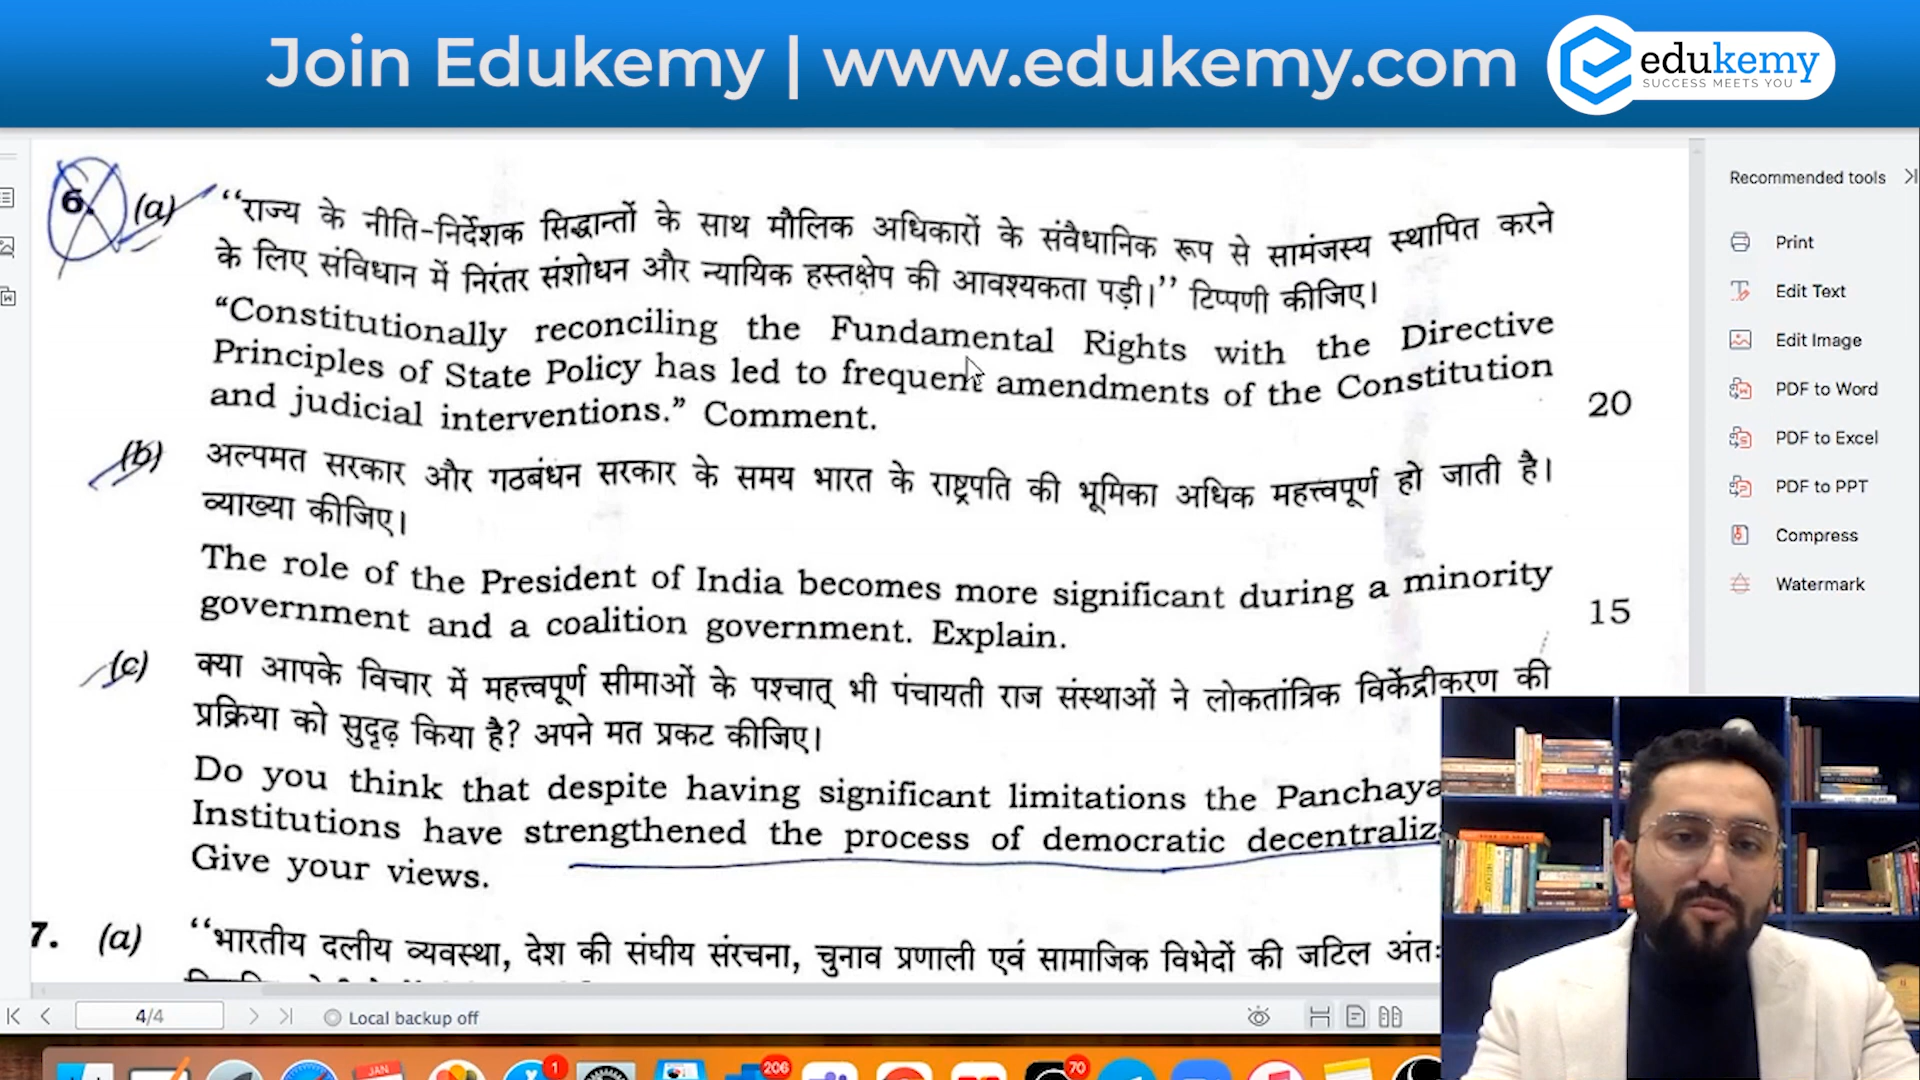 Join Edukemy | www.edukemy.com
edukemy
SUCCESS MEETS YOU
Recommended tools
Print
Edit Text
Edit Image
PDF to Word
PDF to Excel
PDF to PPT
Compress
Watermark
6. (a) “राज्य के नीति-निर्देशक सिद्धान्तों के साथ मौलिक अधिकारों के संवैधानिक रूप से सामंजस्य स्थापित करने
के लिए संविधान में निरंतर संशोधन और न्यायिक हस्तक्षेप की आवश्यकता पड़ी।” टिप्पणी कीजिए।
“Constitutionally reconciling the Fundamental Rights with the Directive
Principles of State Policy has led to frequent amendments of the Constitution
and judicial interventions.” Comment. 20
(b) अल्पमत सरकार और गठबंधन सरकार के समय भारत के राष्ट्रपति की भूमिका अधिक महत्त्वपूर्ण हो जाती है।
व्याख्या कीजिए।
The role of the President of India becomes more significant during a minority
government and a coalition government. Explain. 15
(c) क्या आपके विचार में महत्त्वपूर्ण सीमाओं के पश्चात् भी पंचायती राज संस्थाओं ने लोकतांत्रिक विकेंद्रीकरण की
प्रक्रिया को सुदृढ़ किया है? अपने मत प्रकट कीजिए।
Do you think that despite having significant limitations the Panchaya
Institutions have strengthened the process of democratic decentraliz
Give your views.
7. (a) “भारतीय दलीय व्यवस्था, देश की संघीय संरचना, चुनाव प्रणाली एवं सामाजिक विभेदों की जटिल अंतः
4/4
Local backup off
1
JAN
206
70